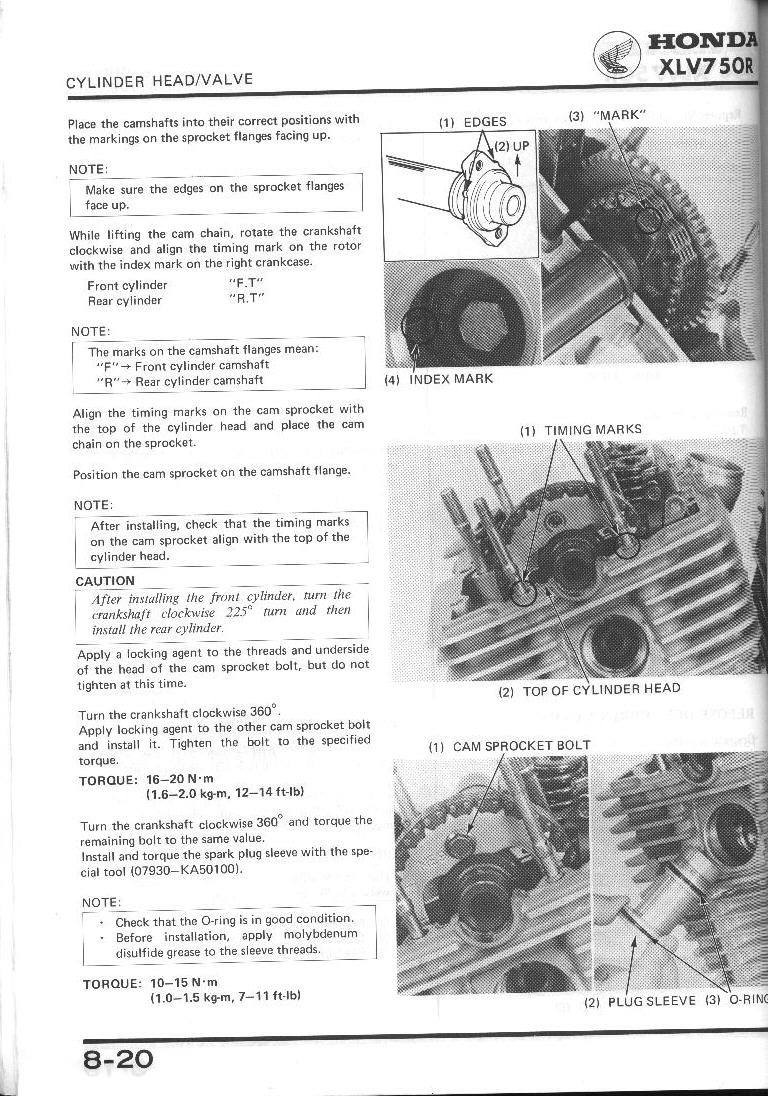 HONDA
XLV750R
CYLINDER HEAD/VALVE
Place the camshafts into their correct positions with
the markings on the sprocket flanges facing up.
NOTE:
Make sure the edges on the sprocket flanges
face up.
While lifting the cam chain, rotate the crankshaft
clockwise and align the timing mark on the rotor
with the index mark on the right crankcase.
Front cylinder "F.T"
Rear cylinder "R.T"
NOTE:
The marks on the camshaft flanges mean:
"F"→ Front cylinder camshaft
"R"→ Rear cylinder camshaft
Align the timing marks on the cam sprocket with
the top of the cylinder head and place the cam
chain on the sprocket.
Position the cam sprocket on the camshaft flange.
NOTE:
After installing, check that the timing marks
on the cam sprocket align with the top of the
cylinder head.
CAUTION
After installing the front cylinder, turn the
crankshaft clockwise 225° turn and then
install the rear cylinder.
Apply a locking agent to the threads and underside
of the head of the cam sprocket bolt, but do not
tighten at this time.
Turn the crankshaft clockwise 360°.
Apply locking agent to the other cam sprocket bolt
and install it. Tighten the bolt to the specified
torque.
TORQUE: 16–20 N·m
(1.6–2.0 kg-m, 12–14 ft-lb)
Turn the crankshaft clockwise 360° and torque the
remaining bolt to the same value.
Install and torque the spark plug sleeve with the spe-
cial tool (07930–KA50100).
NOTE:
· Check that the O-ring is in good condition.
· Before installation, apply molybdenum
disulfide grease to the sleeve threads.
TORQUE: 10–15 N·m
(1.0–1.5 kg-m, 7–11 ft-lb)
(1) EDGES
(2) UP
(3) "MARK"
(4) INDEX MARK
(1) TIMING MARKS
(2) TOP OF CYLINDER HEAD
(1) CAM SPROCKET BOLT
(2) PLUG SLEEVE (3) O-RING
8-20